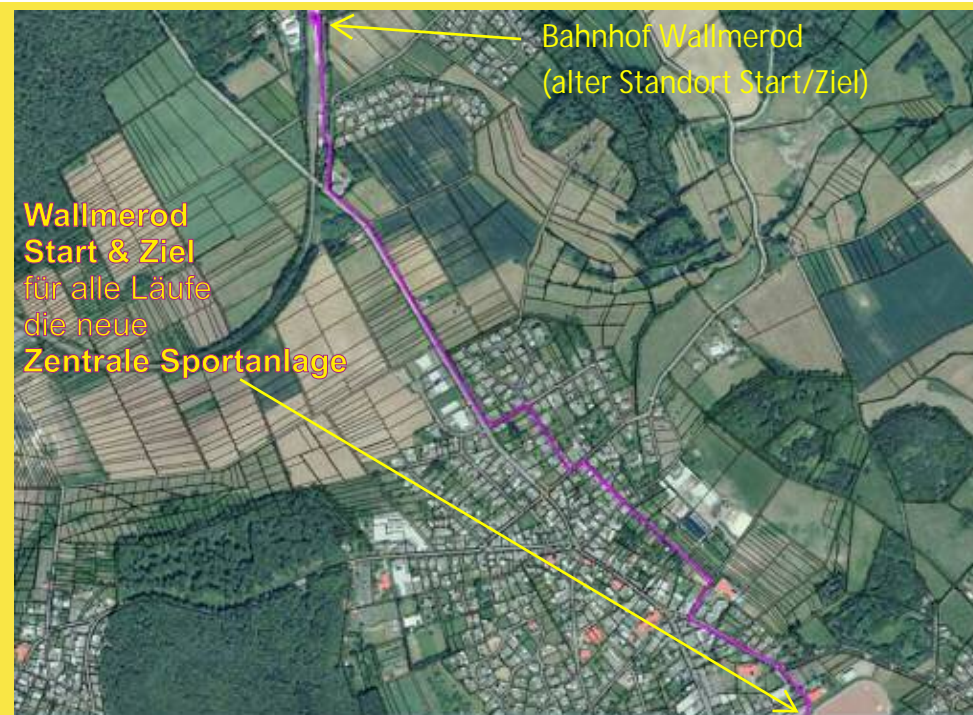 Bahnhof Wallmerod
(alter Standort Start/Ziel)
Wallmerod
Start & Ziel
für alle Läufe
die neue
Zentrale Sportanlage